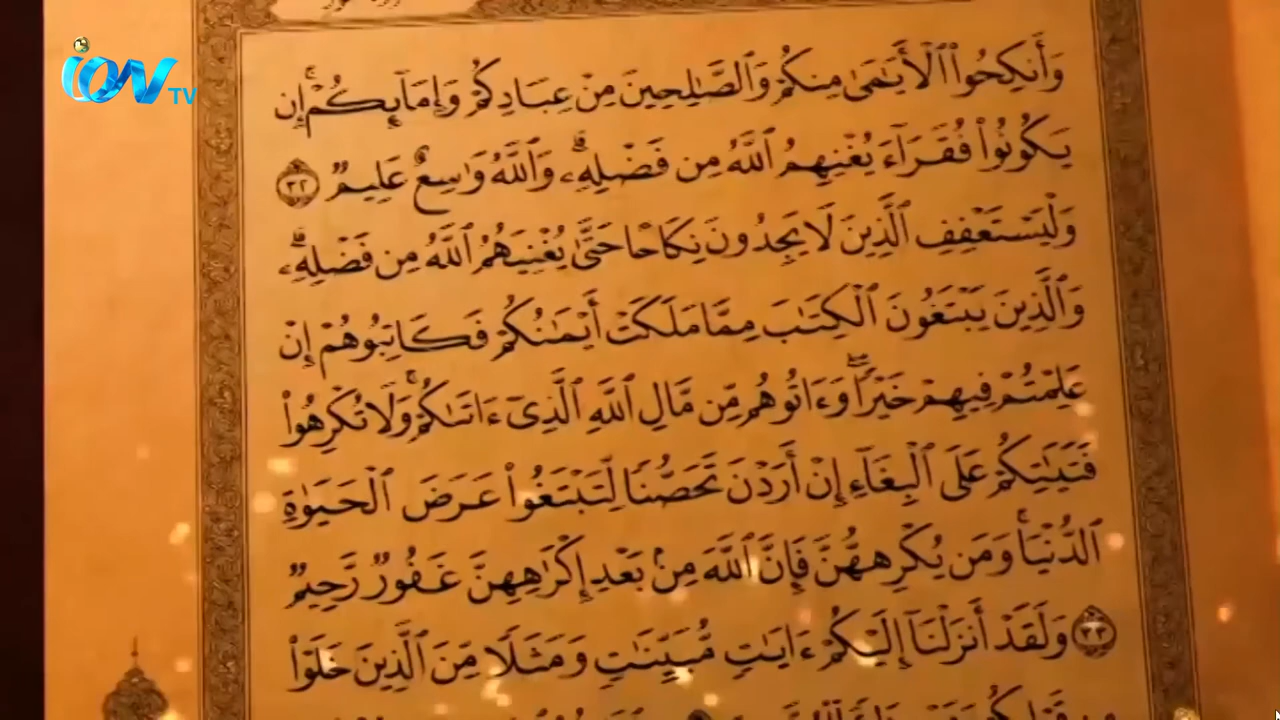 iON TV
وَأَنكِحُوا۟ ٱلْأَيَـٰمَىٰ مِنكُمْ وَٱلصَّـٰلِحِينَ مِنْ عِبَادِكُمْ وَإِمَآئِكُمْ ۚ إِن
يَكُونُوا۟ فُقَرَآءَ يُغْنِهِمُ ٱللَّهُ مِن فَضْلِهِۦ ۗ وَٱللَّهُ وَٰسِعٌ عَلِيمٌ ٣٢
وَلْيَسْتَعْفِفِ ٱلَّذِينَ لَا يَجِدُونَ نِكَاحًا حَتَّىٰ يُغْنِيَهُمُ ٱللَّهُ مِن فَضْلِهِۦ ۗ
وَٱلَّذِينَ يَبْتَغُونَ ٱلْكِتَـٰبَ مِمَّا مَلَكَتْ أَيْمَـٰنُكُمْ فَكَاتِبُوهُمْ إِنْ
عَلِمْتُمْ فِيهِمْ خَيْرًا ۖ وَءَاتُوهُم مِّن مَّالِ ٱللَّهِ ٱلَّذِىٓ ءَاتَىٰكُمْ ۚ وَلَا تُكْرِهُوا۟
فَتَيَـٰتِكُمْ عَلَى ٱلْبِغَآءِ إِنْ أَرَدْنَ تَحَصُّنًا لِّتَبْتَغُوا۟ عَرَضَ ٱلْحَيَوٰةِ
ٱلدُّنْيَا ۚ وَمَن يُكْرِههُّنَّ فَإِنَّ ٱللَّهَ مِنۢ بَعْدِ إِكْرَٰهِهِنَّ غَفُورٌ رَّحِيمٌ
٣٣ وَلَقَدْ أَنزَلْنَآ إِلَيْكُمْ ءَايَـٰتٍ مُّبَيِّنَـٰتٍ وَمَثَلًا مِّنَ ٱلَّذِينَ خَلَوْا۟